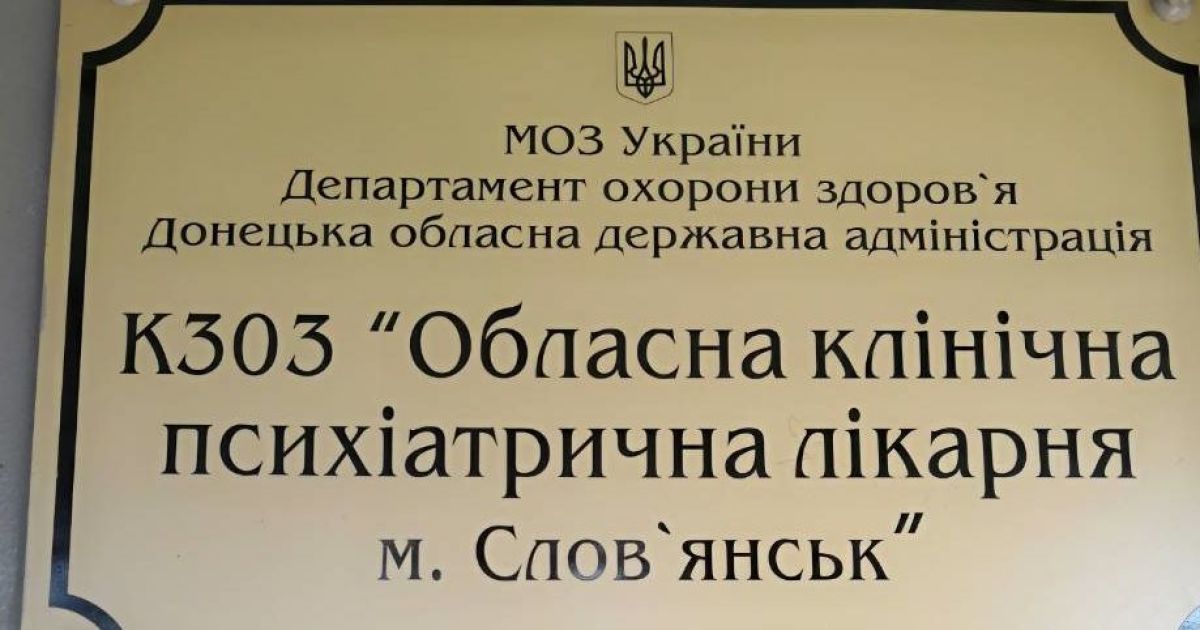 МОЗ України
Департамент охорони здоров`я
Донецька обласна державна адміністрація
КЗОЗ “Обласна клінічна
психіатрична лікарня
м. Слов`янськ”